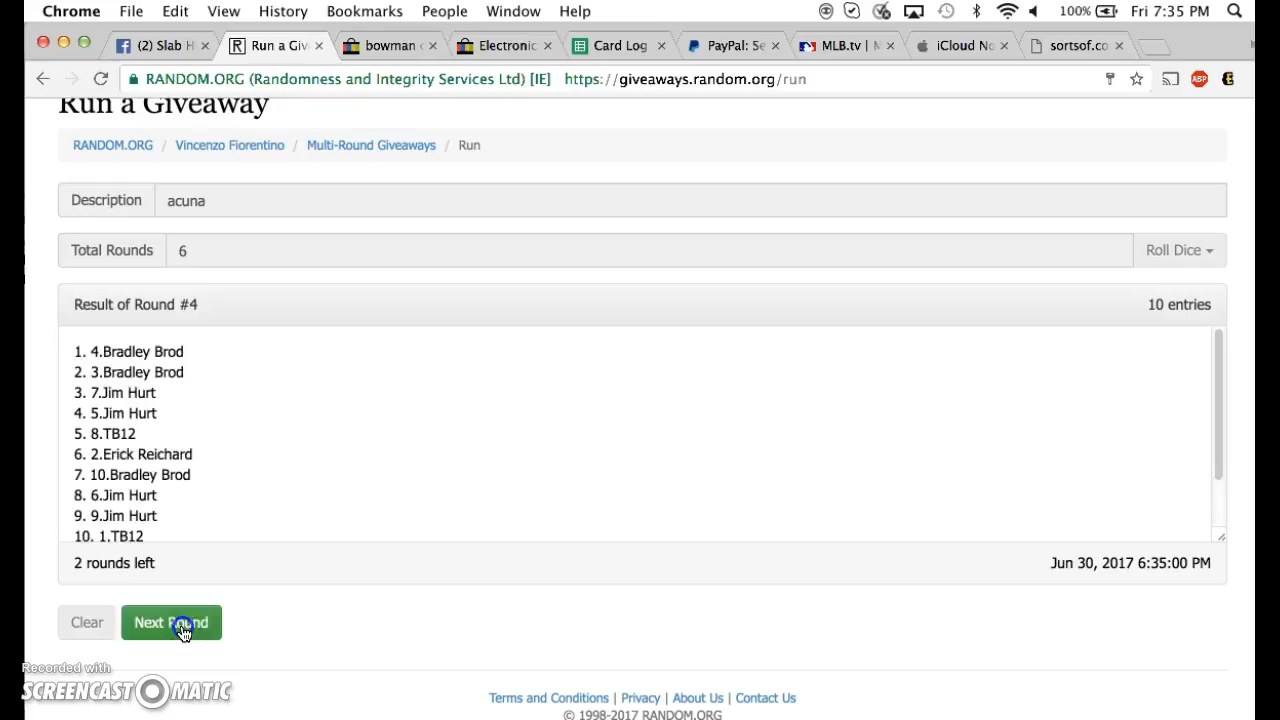 Chrome File Edit View History Bookmarks People Window Help 100% Fri 7:35 PM
(2) Slab H Run a Giv bowman c Electronic Card Log PayPal: Se MLB.tv | M iCloud No sortsof.co
RANDOM.ORG (Randomness and Integrity Services Ltd) [IE] https://giveaways.random.org/run
Run a Giveaway
RANDOM.ORG / Vincenzo Fiorentino / Multi-Round Giveaways / Run
Description acuna
Total Rounds 6 Roll Dice
Result of Round #4 10 entries
1. 4.Bradley Brod
2. 3.Bradley Brod
3. 7.Jim Hurt
4. 5.Jim Hurt
5. 8.TB12
6. 2.Erick Reichard
7. 10.Bradley Brod
8. 6.Jim Hurt
9. 9.Jim Hurt
10. 1.TB12
2 rounds left Jun 30, 2017 6:35:00 PM
Clear Next Round
Recorded with
SCREENCAST MATIC
Terms and Conditions | Privacy | About Us | Contact Us
© 1998-2017 RANDOM.ORG